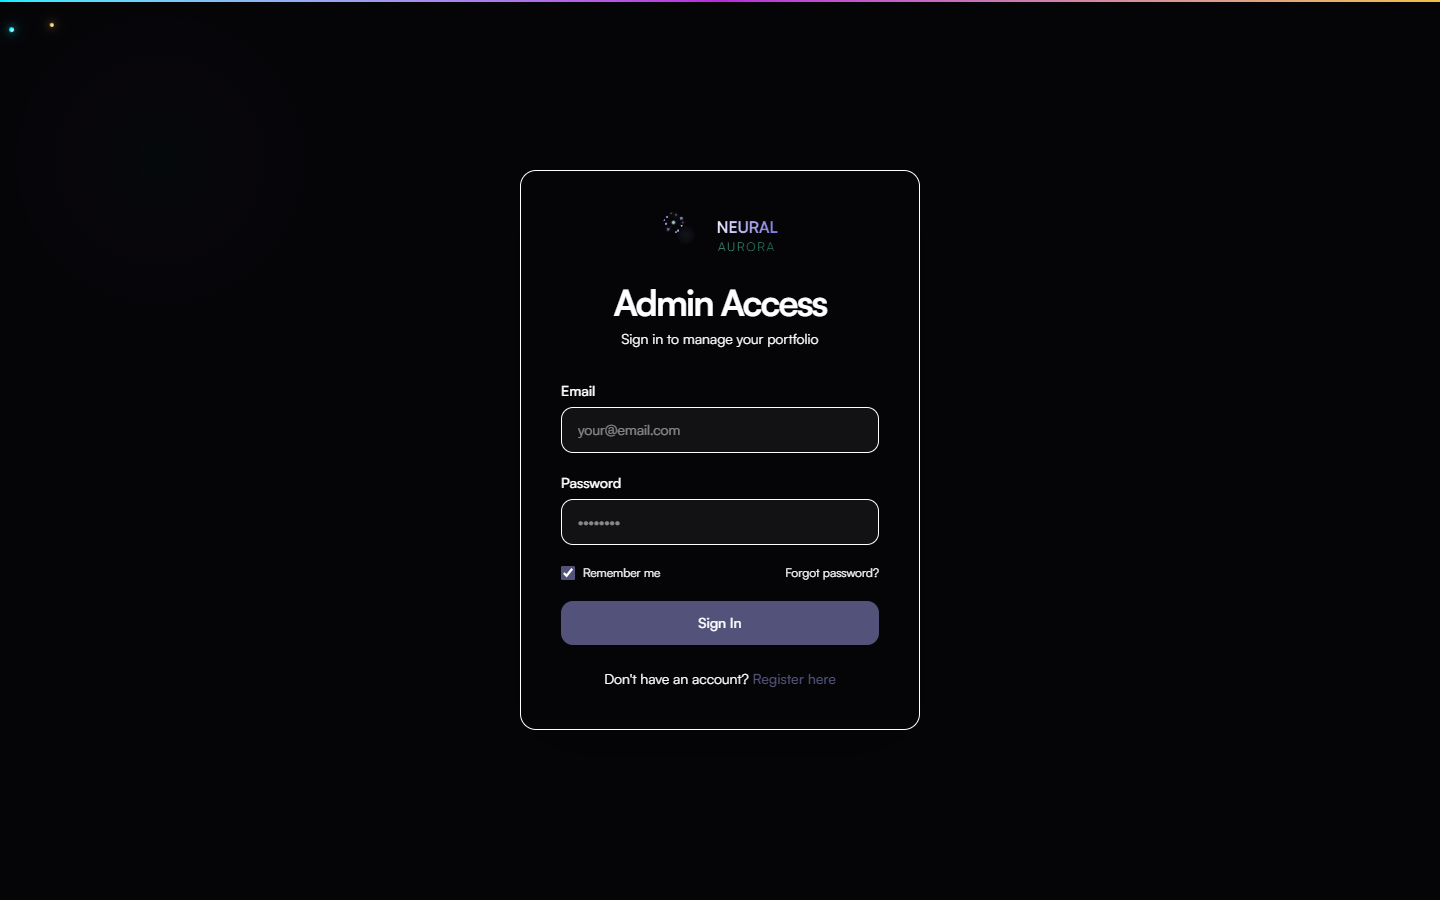 NEURAL
AURORA
Admin Access
Sign in to manage your portfolio
Email
your@email.com
Password
••••••••
Remember me
Forgot password?
Sign In
Don't have an account? Register here